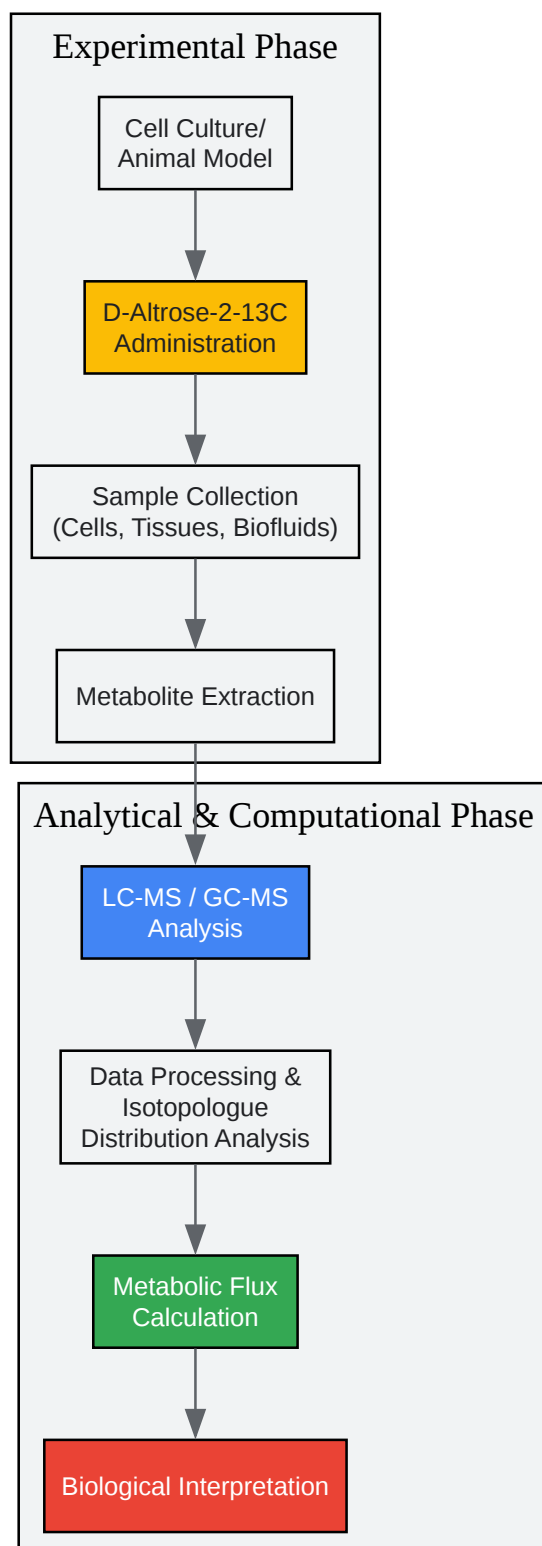 Experimental Phase
Cell Culture/
Animal Model
D-Altrose-2-13C
Administration
Sample Collection
(Cells, Tissues, Biofluids)
Metabolite Extraction
Analytical & Computational Phase
LC-MS / GC-MS
Analysis
Data Processing &
Isotopologue
Distribution Analysis
Metabolic Flux
Calculation
Biological Interpretation